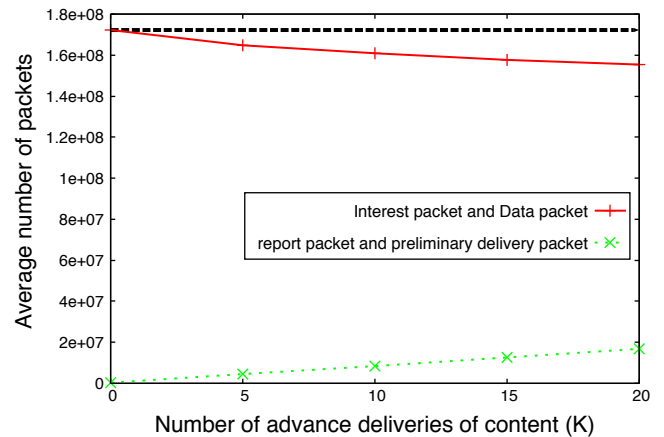 Average number of packets
1.8e+08
1.6e+08
1.4e+08
1.2e+08
1e+08
8e+07
6e+07
4e+07
2e+07
0
Interest packet and Data packet
report packet and preliminary delivery packet
0 5 10 15 20
Number of advance deliveries of content (K)